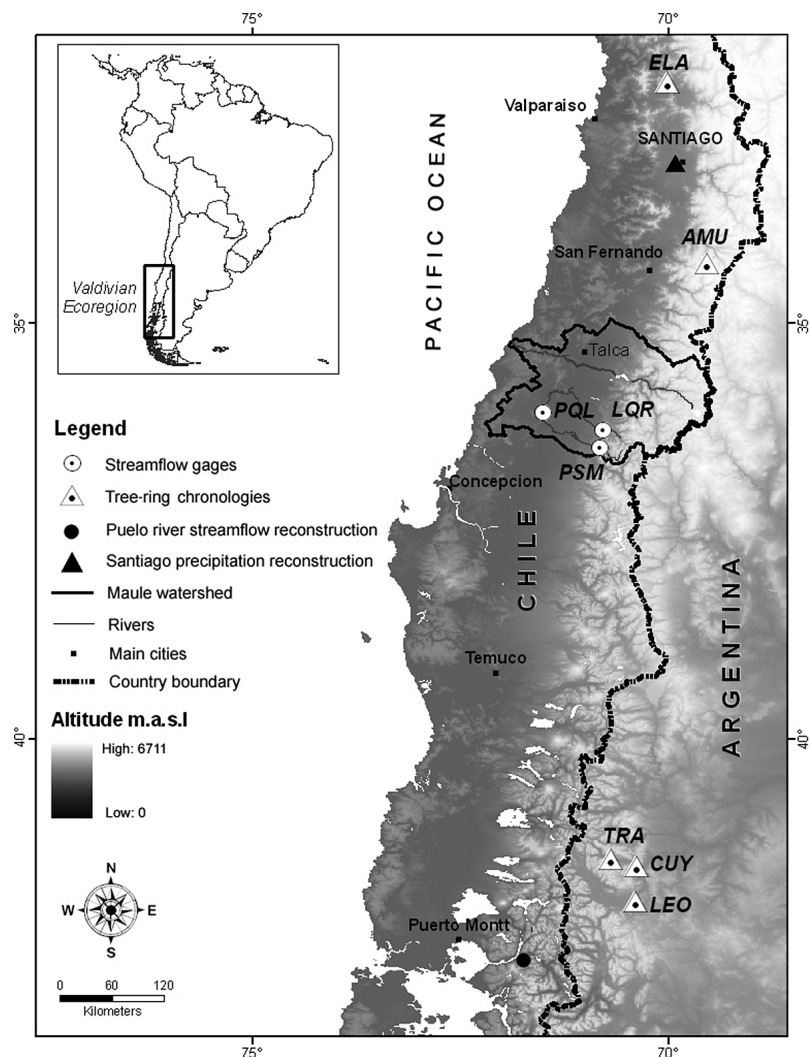 75°
70°
ELA
Valparaiso
SANTIAGO
PACIFIC OCEAN
AMU
San Fernando
Valdivian
Ecoregion
35°
35°
Talca
PQL
LQR
PSM
Legend
Streamflow gages
Tree-ring chronologies
Puelo river streamflow reconstruction
Santiago precipitation reconstruction
Maule watershed
Rivers
Main cities
Country boundary
Concepcion
CHILE
ARGENTINA
Temuco
Altitude m.a.s.l
High: 6711
Low: 0
40°
40°
TRA
CUY
LEO
N
W
E
S
Puerto Montt
0 60 120
Kilometers
75°
70°